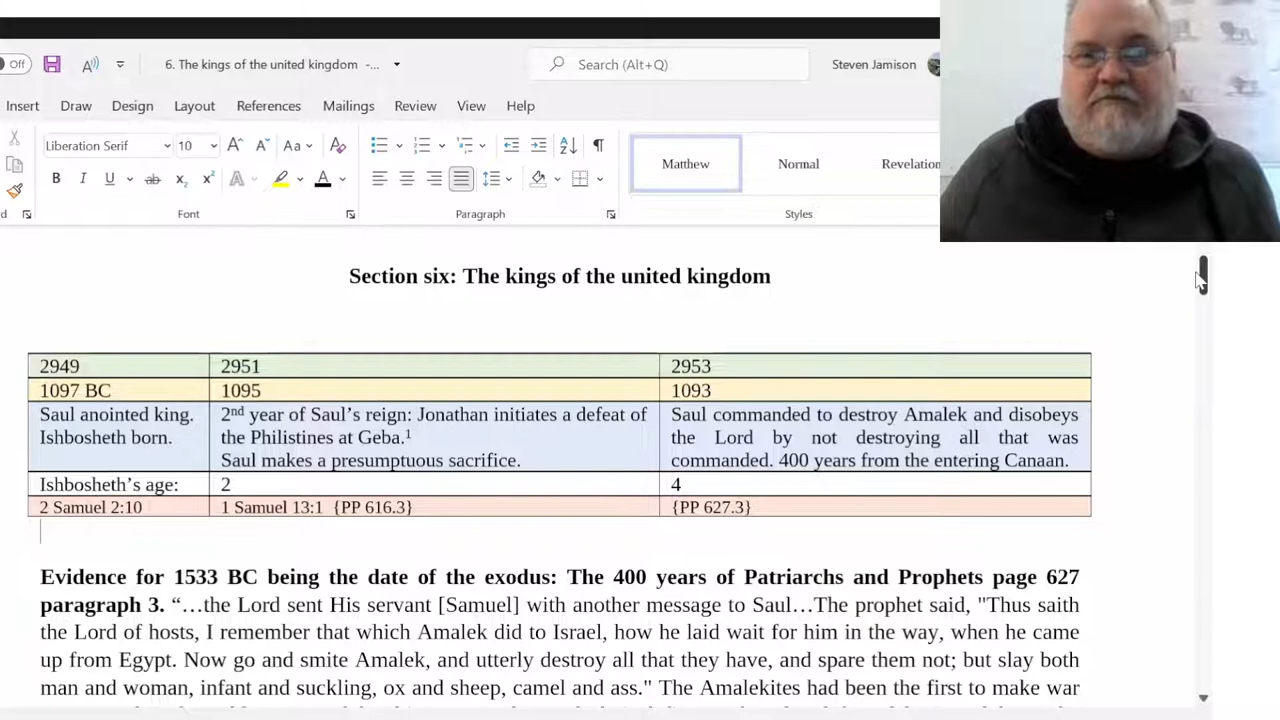 Off
6. The kings of the united kingdom -...
Search (Alt+Q)
Steven Jamison
Insert Draw Design Layout References Mailings Review View Help
Liberation Serif 10 Aa
B I U ab x2 x2 A A
Matthew Normal Revelation
d Font Paragraph Styles
Section six: The kings of the united kingdom
2949 2951 2953
1097 BC 1095 1093
Saul anointed king. 2nd year of Saul’s reign: Jonathan initiates a defeat of Saul commanded to destroy Amalek and disobeys
Ishbosheth born. the Philistines at Geba.1 the Lord by not destroying all that was
Saul makes a presumptuous sacrifice. commanded. 400 years from the entering Canaan.
Ishbosheth’s age: 2 4
2 Samuel 2:10 1 Samuel 13:1 {PP 616.3} {PP 627.3}
Evidence for 1533 BC being the date of the exodus: The 400 years of Patriarchs and Prophets page 627
paragraph 3. “…the Lord sent His servant [Samuel] with another message to Saul…The prophet said, "Thus saith
the Lord of hosts, I remember that which Amalek did to Israel, how he laid wait for him in the way, when he came
up from Egypt. Now go and smite Amalek, and utterly destroy all that they have, and spare them not; but slay both
man and woman, infant and suckling, ox and sheep, camel and ass." The Amalekites had been the first to make war